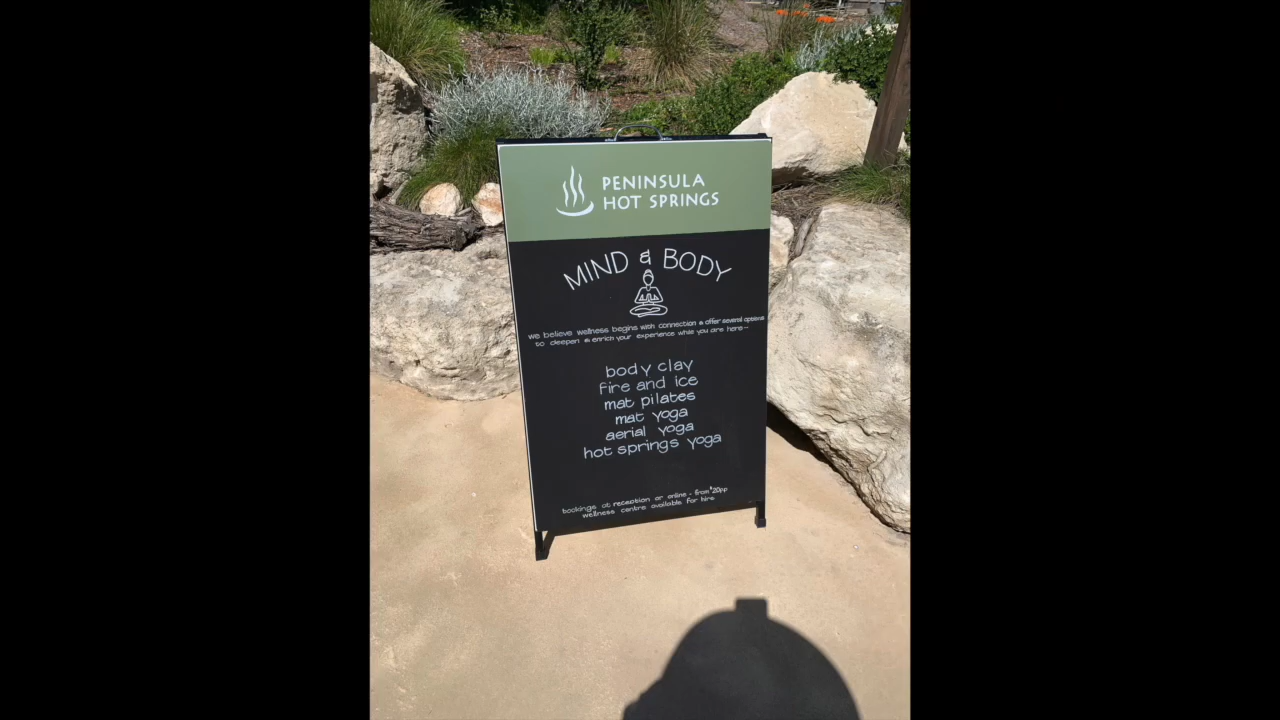 PENINSULA
HOT SPRINGS
MIND & BODY
we believe wellness begins with connection & offer several options
to deepen & enrich your experience while you are here~
body clay
fire and ice
mat pilates
mat yoga
aerial yoga
hot springs yoga
bookings at reception or online - from $20pp
wellness centre available for hire